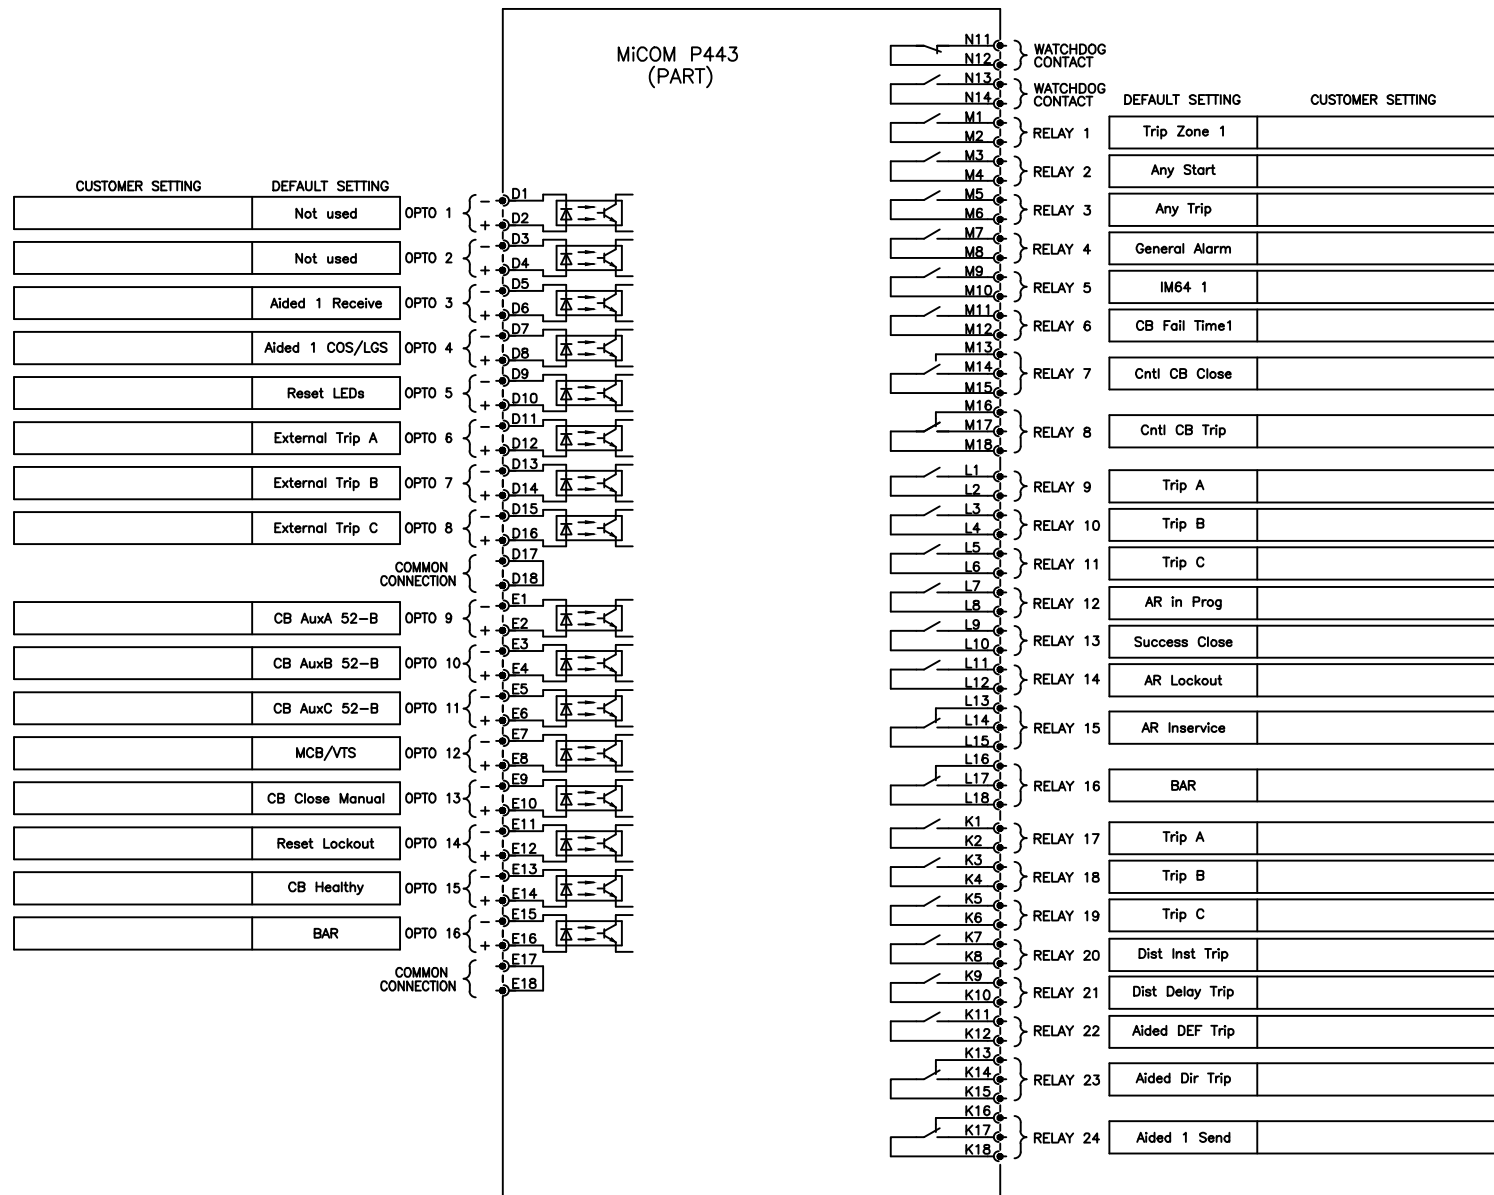 MiCOM P443
(PART)
CUSTOMER SETTING DEFAULT SETTING
Not used OPTO 1 - D1
+ D2
Not used OPTO 2 - D3
+ D4
Aided 1 Receive OPTO 3 - D5
+ D6
Aided 1 COS/LGS OPTO 4 - D7
+ D8
Reset LEDs OPTO 5 - D9
+ D10
External Trip A OPTO 6 - D11
+ D12
External Trip B OPTO 7 - D13
+ D14
External Trip C OPTO 8 - D15
+ D16
COMMON
CONNECTION
D17
D18
CB AuxA 52-B OPTO 9 - E1
+ E2
CB AuxB 52-B OPTO 10 - E3
+ E4
CB AuxC 52-B OPTO 11 - E5
+ E6
MCB/VTS OPTO 12 - E7
+ E8
CB Close Manual OPTO 13 - E9
+ E10
Reset Lockout OPTO 14 - E11
+ E12
CB Healthy OPTO 15 - E13
+ E14
BAR OPTO 16 - E15
+ E16
COMMON
CONNECTION
E17
E18
N11
N12
WATCHDOG
CONTACT
N13
N14
WATCHDOG
CONTACT
DEFAULT SETTING CUSTOMER SETTING
M1
M2
RELAY 1 Trip Zone 1
M3
M4
RELAY 2 Any Start
M5
M6
RELAY 3 Any Trip
M7
M8
RELAY 4 General Alarm
M9
M10
RELAY 5 IM64 1
M11
M12
RELAY 6 CB Fail Time1
M13
M14
M15
RELAY 7 Cntl CB Close
M16
M17
M18
RELAY 8 Cntl CB Trip
L1
L2
RELAY 9 Trip A
L3
L4
RELAY 10 Trip B
L5
L6
RELAY 11 Trip C
L7
L8
RELAY 12 AR in Prog
L9
L10
RELAY 13 Success Close
L11
L12
RELAY 14 AR Lockout
L13
L14
L15
RELAY 15 AR Inservice
L16
L17
L18
RELAY 16 BAR
K1
K2
RELAY 17 Trip A
K3
K4
RELAY 18 Trip B
K5
K6
RELAY 19 Trip C
K7
K8
RELAY 20 Dist Inst Trip
K9
K10
RELAY 21 Dist Delay Trip
K11
K12
RELAY 22 Aided DEF Trip
K13
K14
K15
RELAY 23 Aided Dir Trip
K16
K17
K18
RELAY 24 Aided 1 Send